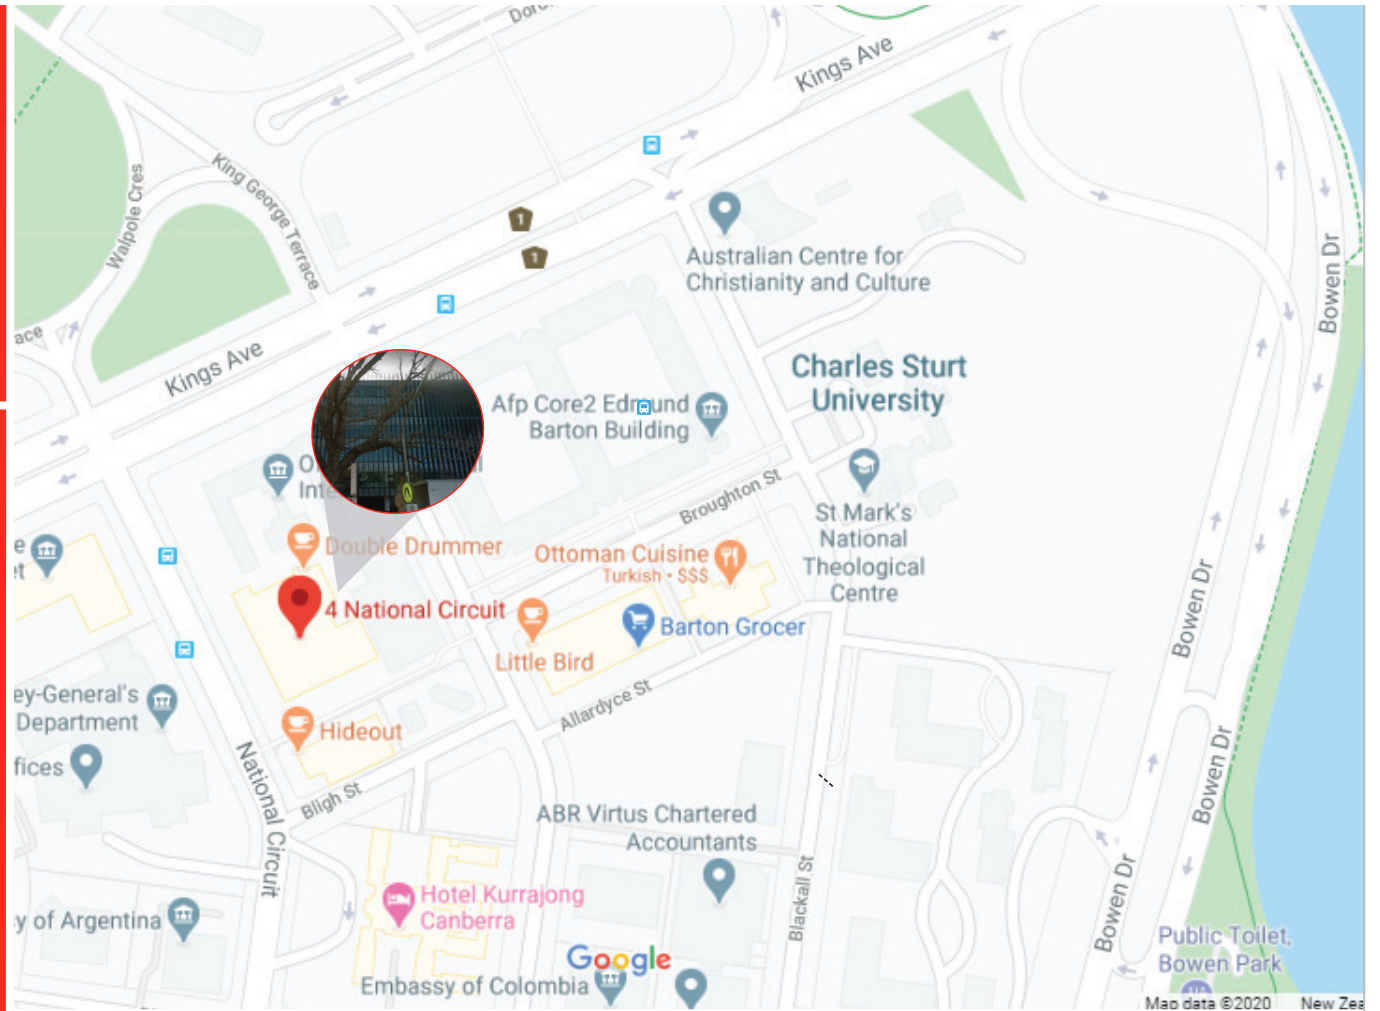 Kings Ave
King George Terrace
Walpole Cres
1
1
Australian Centre for
Christianity and Culture
Bowen Dr
ace
Kings Ave
Charles Sturt
University
Afp Core2 Edmund
Barton Building
Broughton St
St Mark's
National
Theological
Centre
Double Drummer
Ottoman Cuisine
Turkish • $$$
4 National Circuit
Barton Grocer
Little Bird
Bowen Dr
ey-General's
Department
Allardyce St
Hideout
fices
National Circuit
Bligh St
Bowen Dr
ABR Virtus Chartered
Accountants
Hotel Kurrajong
Canberra
Blackall St
Bowen Dr
y of Argentina
Public Toilet,
Bowen Park
Google
Embassy of Colombia
Map data ©2020 New Zea